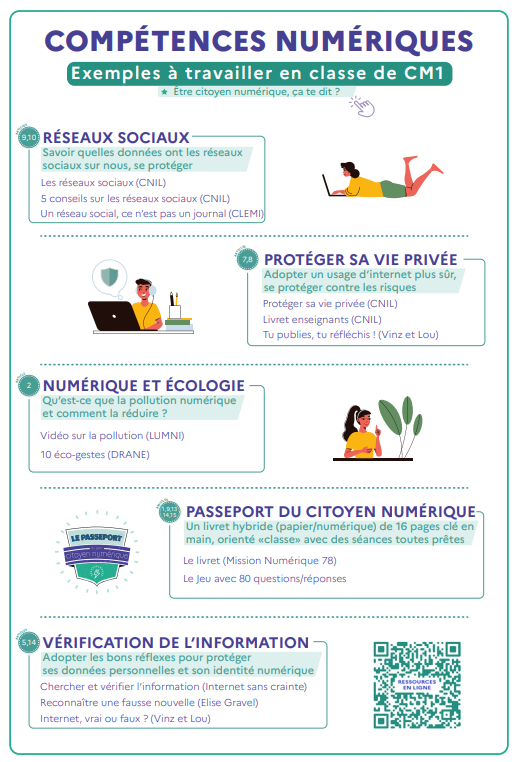 COMPÉTENCES NUMÉRIQUES
Exemples à travailler en classe de CM1
★ Être citoyen numérique, ça te dit ?
9,10
RÉSEAUX SOCIAUX
Savoir quelles données ont les réseaux
sociaux sur nous, se protéger
Les réseaux sociaux (CNIL)
5 conseils sur les réseaux sociaux (CNIL)
Un réseau social, ce n'est pas un journal (CLEMI)
7,8
PROTÉGER SA VIE PRIVÉE
Adopter un usage d'internet plus sûr,
se protéger contre les risques
Protéger sa vie privée (CNIL)
Livret enseignants (CNIL)
Tu publies, tu réfléchis ! (Vinz et Lou)
2
NUMÉRIQUE ET ÉCOLOGIE
Qu'est-ce que la pollution numérique
et comment la réduire ?
Vidéo sur la pollution (LUMNI)
10 éco-gestes (DRANE)
1,9,13
14,15
PASSEPORT DU CITOYEN NUMÉRIQUE
Un livret hybride (papier/numérique) de 16 pages clé en
main, orienté «classe» avec des séances toutes prêtes
Le livret (Mission Numérique 78)
Le Jeu avec 80 questions/réponses
LE PASSEPORT
citoyen numérique
5,14
VÉRIFICATION DE L'INFORMATION
Adopter les bons réflexes pour protéger
ses données personnelles et son identité numérique
Chercher et vérifier l'information (Internet sans crainte)
Reconnaître une fausse nouvelle (Elise Gravel)
Internet, vrai ou faux ? (Vinz et Lou)
RESSOURCES
EN LIGNE